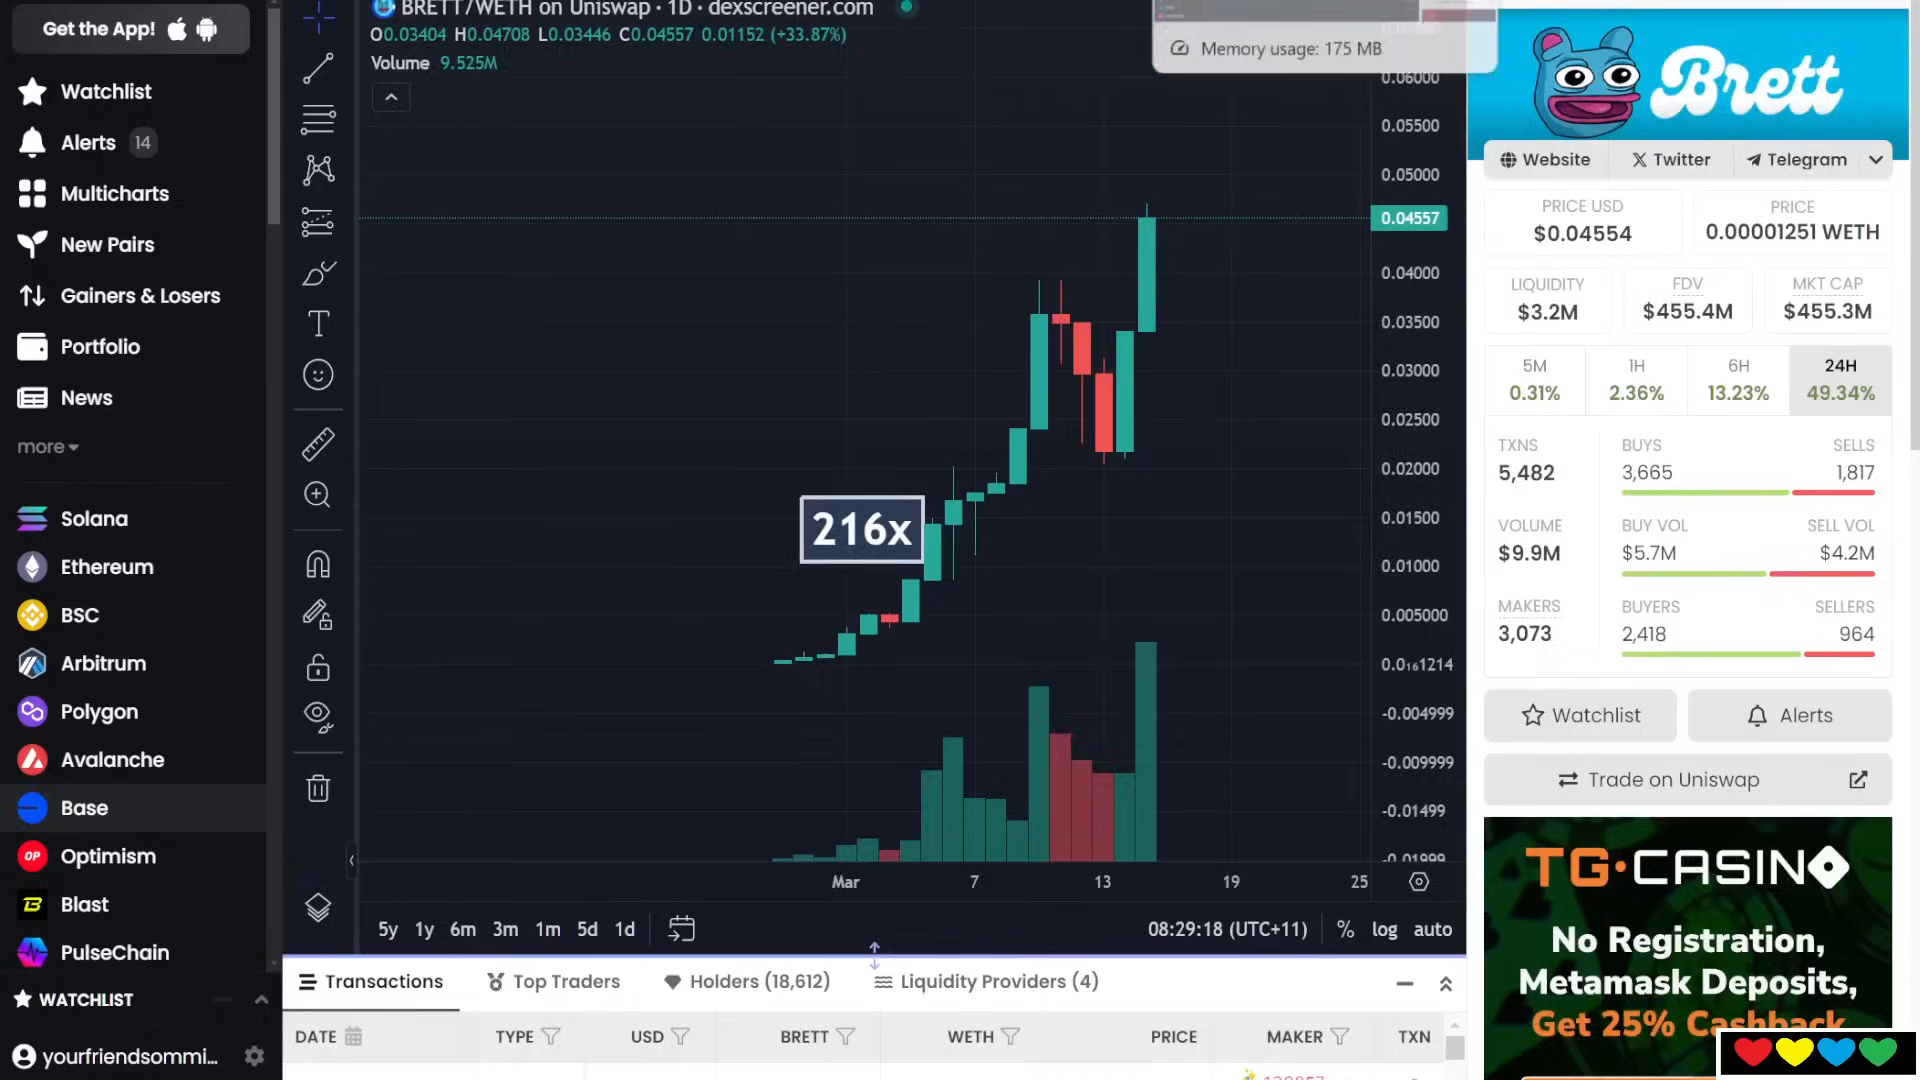 Get the App!
Watchlist
Alerts 14
Multicharts
New Pairs
Gainers & Losers
Portfolio
News
more
Solana
Ethereum
BSC
Arbitrum
Polygon
Avalanche
Base
OP Optimism
Blast
PulseChain
WATCHLIST
yourfriendsommi...
BRETT/WETH on Uniswap · 1D · dexscreener.com
O0.03404 H0.04708 L0.03446 C0.04557 0.01152 (+33.87%)
Volume 9.525M
Memory usage: 175 MB
216x
0.06000
0.05500
0.05000
0.04557
0.04000
0.03500
0.03000
0.02500
0.02000
0.01500
0.01000
0.005000
0.0₁₆1214
-0.004999
-0.009999
-0.01499
-0.01999
Mar 7 13 19 25
5y 1y 6m 3m 1m 5d 1d
08:29:18 (UTC+11) % log auto
Transactions Top Traders Holders (18,612) Liquidity Providers (4)
DATE TYPE USD BRETT WETH PRICE MAKER TXN
Brett
Website Twitter Telegram
PRICE USD PRICE
$0.04554 0.00001251 WETH
LIQUIDITY FDV MKT CAP
$3.2M $455.4M $455.3M
5M 1H 6H 24H
0.31% 2.36% 13.23% 49.34%
TXNS BUYS SELLS
5,482 3,665 1,817
VOLUME BUY VOL SELL VOL
$9.9M $5.7M $4.2M
MAKERS BUYERS SELLERS
3,073 2,418 964
Watchlist Alerts
Trade on Uniswap
TG·CASINO
No Registration,
Metamask Deposits,
Get 25% Cashback